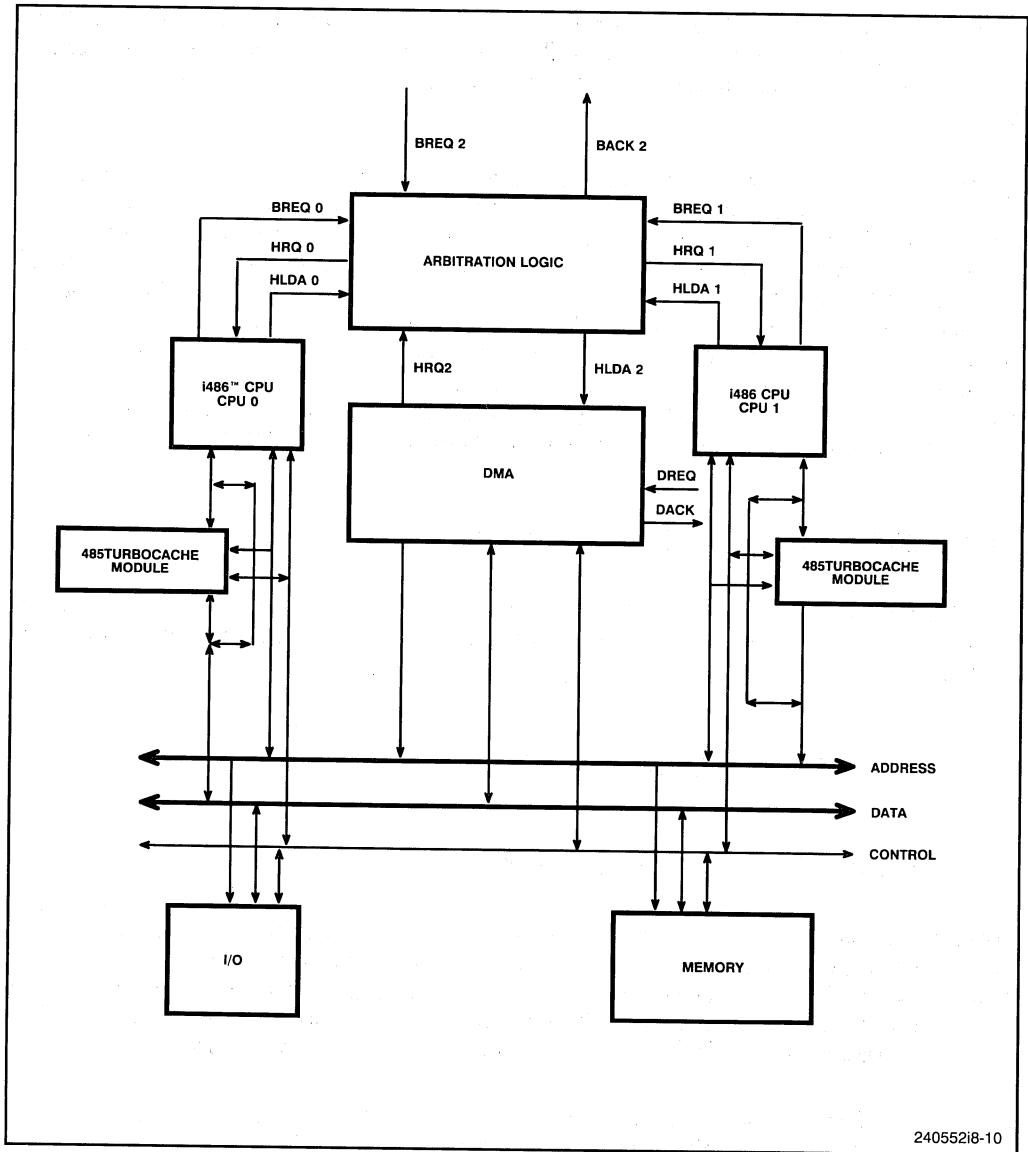 BREQ 2
BACK 2
BREQ 0
BREQ 1
HRQ 0
ARBITRATION LOGIC
HRQ 1
HLDA 0
HLDA 1
HRQ2
HLDA 2
i486™ CPU
CPU 0
i486 CPU
CPU 1
DMA
DREQ
DACK
485TURBOCACHE
MODULE
485TURBOCACHE
MODULE
ADDRESS
DATA
CONTROL
I/O
MEMORY
240552i8-10